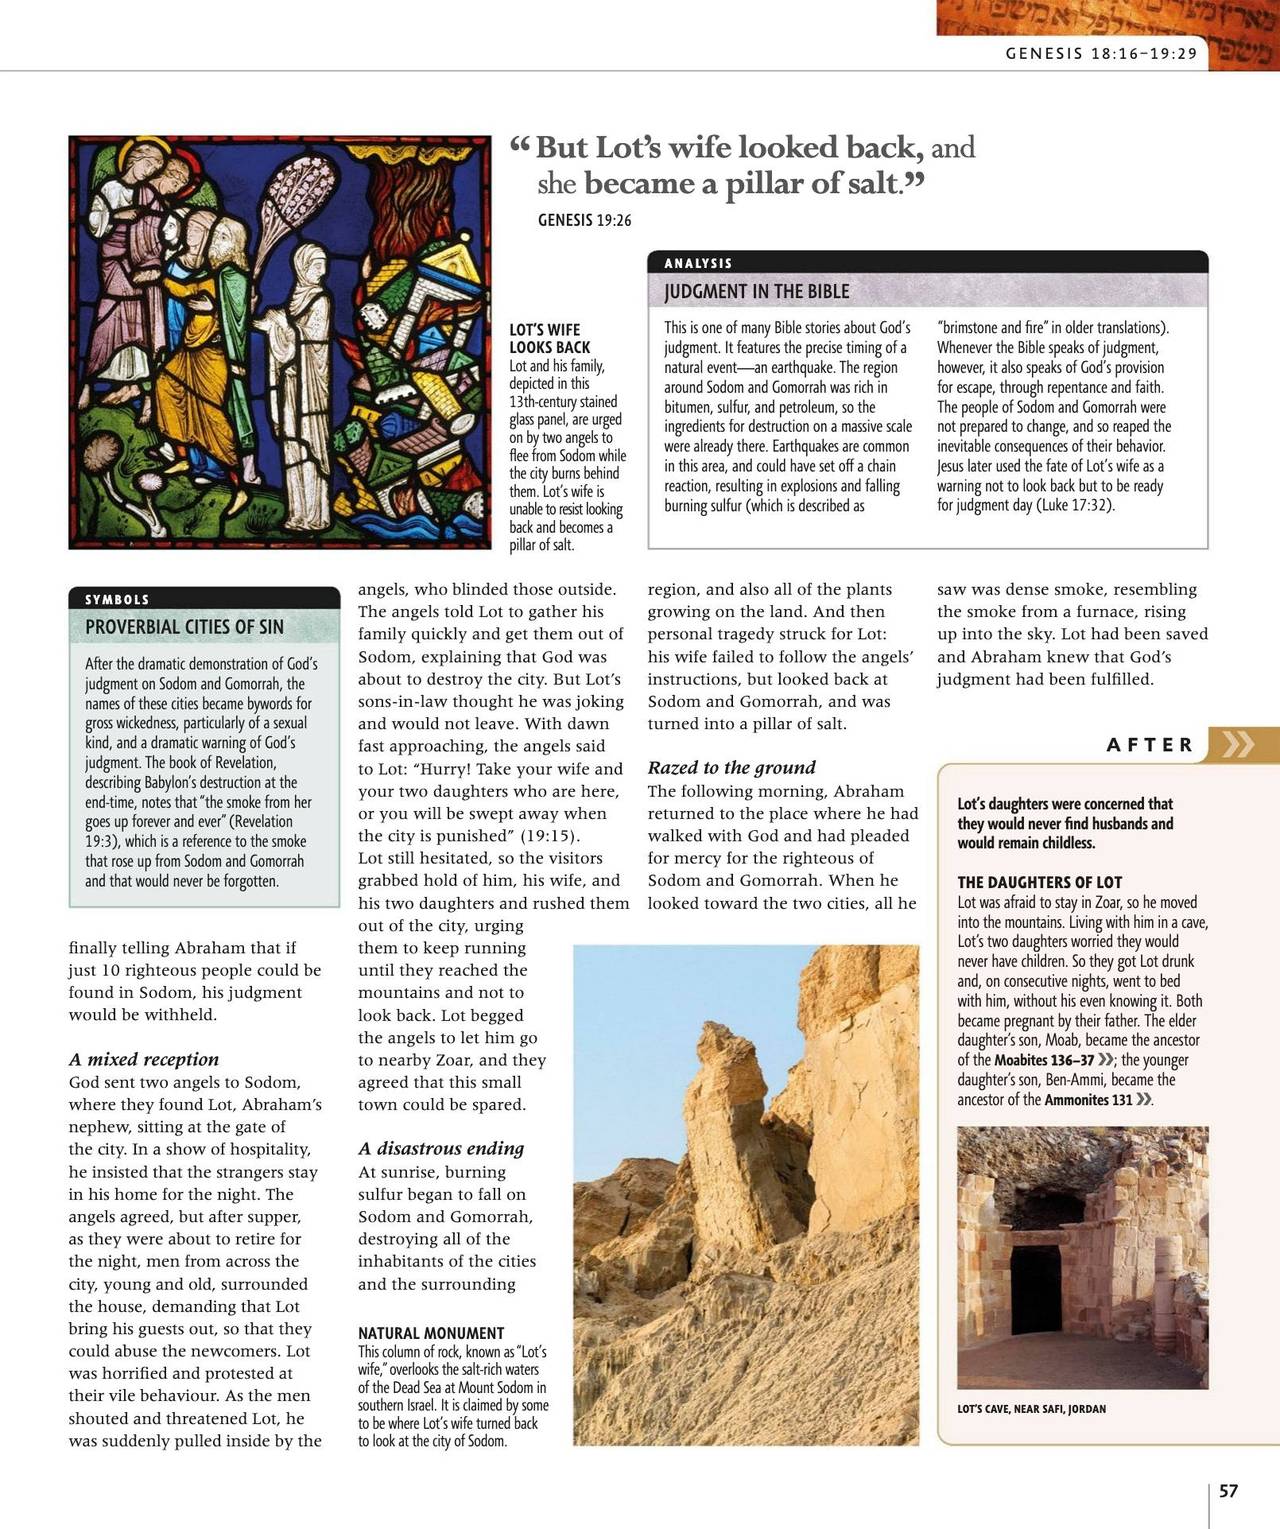 GENESIS 18:16–19:29
“But Lot’s wife looked back, and
she became a pillar of salt.”
GENESIS 19:26
LOT’S WIFE
LOOKS BACK
Lot and his family,
depicted in this
13th-century stained
glass panel, are urged
on by two angels to
flee from Sodom while
the city burns behind
them. Lot’s wife is
unable to resist looking
back and becomes a
pillar of salt.
ANALYSIS
JUDGMENT IN THE BIBLE
This is one of many Bible stories about God’s
judgment. It features the precise timing of a
natural event—an earthquake. The region
around Sodom and Gomorrah was rich in
bitumen, sulfur, and petroleum, so the
ingredients for destruction on a massive scale
were already there. Earthquakes are common
in this area, and could have set off a chain
reaction, resulting in explosions and falling
burning sulfur (which is described as
“brimstone and fire” in older translations).
Whenever the Bible speaks of judgment,
however, it also speaks of God’s provision
for escape, through repentance and faith.
The people of Sodom and Gomorrah were
not prepared to change, and so reaped the
inevitable consequences of their behavior.
Jesus later used the fate of Lot’s wife as a
warning not to look back but to be ready
for judgment day (Luke 17:32).
SYMBOLS
PROVERBIAL CITIES OF SIN
After the dramatic demonstration of God’s
judgment on Sodom and Gomorrah, the
names of these cities became bywords for
gross wickedness, particularly of a sexual
kind, and a dramatic warning of God’s
judgment. The book of Revelation,
describing Babylon’s destruction at the
end-time, notes that “the smoke from her
goes up forever and ever” (Revelation
19:3), which is a reference to the smoke
that rose up from Sodom and Gomorrah
and that would never be forgotten.
finally telling Abraham that if
just 10 righteous people could be
found in Sodom, his judgment
would be withheld.
A mixed reception
God sent two angels to Sodom,
where they found Lot, Abraham’s
nephew, sitting at the gate of
the city. In a show of hospitality,
he insisted that the strangers stay
in his home for the night. The
angels agreed, but after supper,
as they were about to retire for
the night, men from across the
city, young and old, surrounded
the house, demanding that Lot
bring his guests out, so that they
could abuse the newcomers. Lot
was horrified and protested at
their vile behaviour. As the men
shouted and threatened Lot, he
was suddenly pulled inside by the
angels, who blinded those outside.
The angels told Lot to gather his
family quickly and get them out of
Sodom, explaining that God was
about to destroy the city. But Lot’s
sons-in-law thought he was joking
and would not leave. With dawn
fast approaching, the angels said
to Lot: “Hurry! Take your wife and
your two daughters who are here,
or you will be swept away when
the city is punished” (19:15).
Lot still hesitated, so the visitors
grabbed hold of him, his wife, and
his two daughters and rushed them
out of the city, urging
them to keep running
until they reached the
mountains and not to
look back. Lot begged
the angels to let him go
to nearby Zoar, and they
agreed that this small
town could be spared.
A disastrous ending
At sunrise, burning
sulfur began to fall on
Sodom and Gomorrah,
destroying all of the
inhabitants of the cities
and the surrounding
NATURAL MONUMENT
This column of rock, known as “Lot’s
wife,” overlooks the salt-rich waters
of the Dead Sea at Mount Sodom in
southern Israel. It is claimed by some
to be where Lot’s wife turned back
to look at the city of Sodom.
region, and also all of the plants
growing on the land. And then
personal tragedy struck for Lot:
his wife failed to follow the angels’
instructions, but looked back at
Sodom and Gomorrah, and was
turned into a pillar of salt.
Razed to the ground
The following morning, Abraham
returned to the place where he had
walked with God and had pleaded
for mercy for the righteous of
Sodom and Gomorrah. When he
looked toward the two cities, all he
saw was dense smoke, resembling
the smoke from a furnace, rising
up into the sky. Lot had been saved
and Abraham knew that God’s
judgment had been fulfilled.
AFTER
Lot’s daughters were concerned that
they would never find husbands and
would remain childless.
THE DAUGHTERS OF LOT
Lot was afraid to stay in Zoar, so he moved
into the mountains. Living with him in a cave,
Lot’s two daughters worried they would
never have children. So they got Lot drunk
and, on consecutive nights, went to bed
with him, without his even knowing it. Both
became pregnant by their father. The elder
daughter’s son, Moab, became the ancestor
of the Moabites 136–37 ❯❯; the younger
daughter’s son, Ben-Ammi, became the
ancestor of the Ammonites 131 ❯❯.
LOT’S CAVE, NEAR SAFI, JORDAN
57